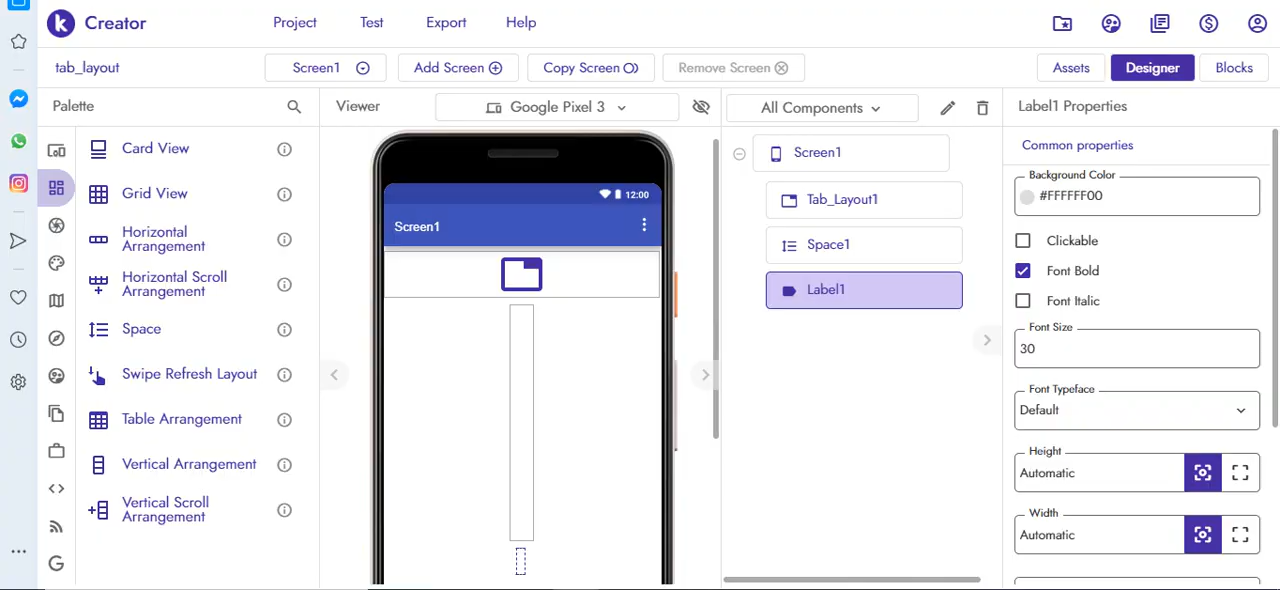 Creator
Project
Test
Export
Help
tab_layout
Screen1
Add Screen
Copy Screen
Remove Screen
Assets
Designer
Blocks
Palette
Card View
Grid View
Horizontal
Arrangement
Horizontal Scroll
Arrangement
Space
Swipe Refresh Layout
Table Arrangement
Vertical Arrangement
Vertical Scroll
Arrangement
Viewer
Google Pixel 3
12:00
Screen1
All Components
Screen1
Tab_Layout1
Space1
Label1
Label1 Properties
Common properties
Background Color
#FFFFFF00
Clickable
Font Bold
Font Italic
Font Size
30
Font Typeface
Default
Height
Automatic
Width
Automatic